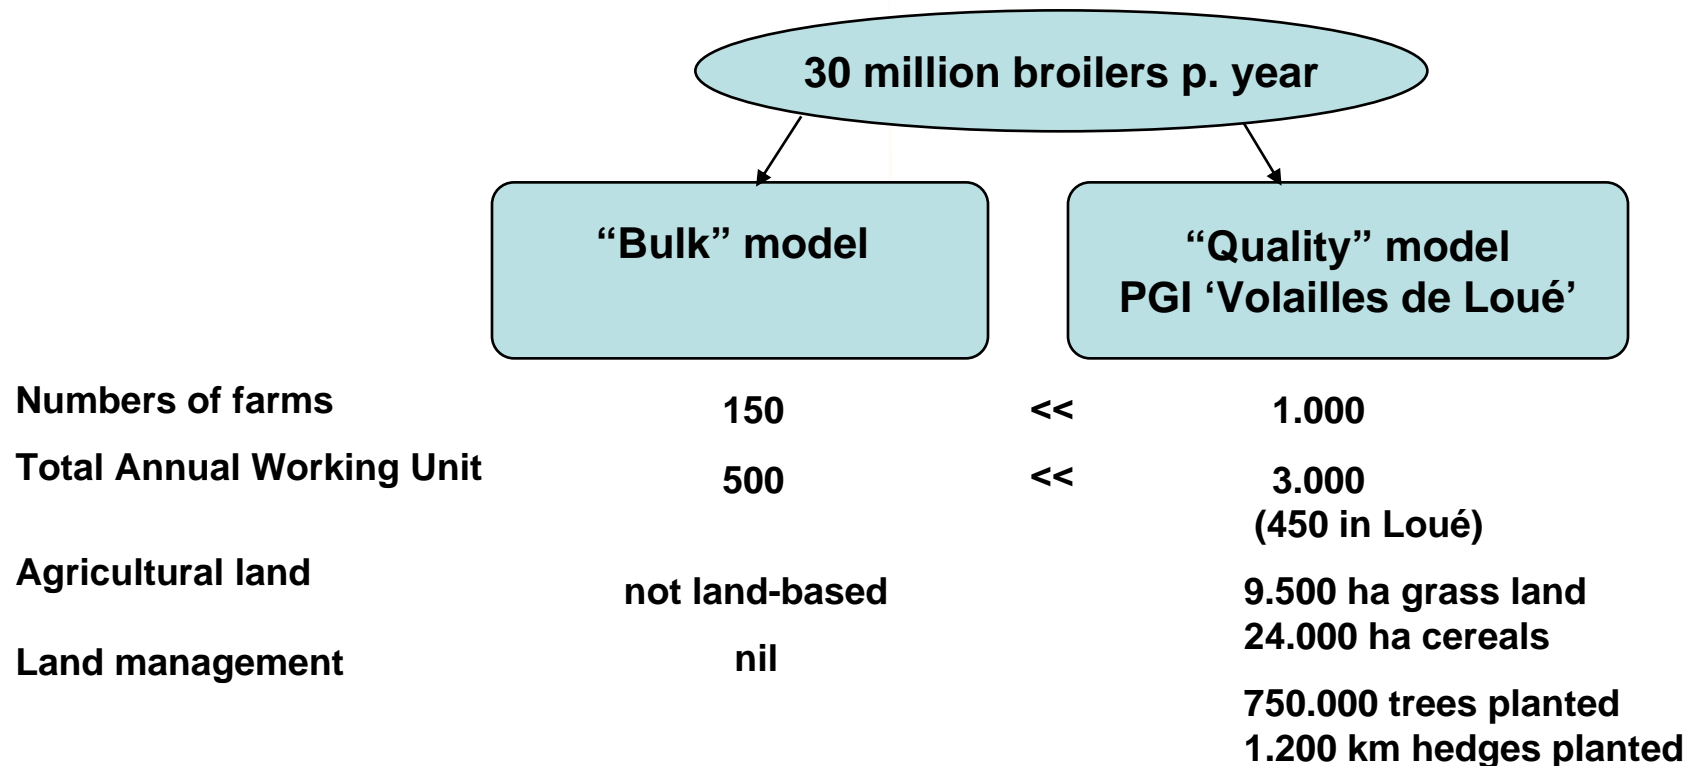 30 million broilers p. year
“Bulk” model
“Quality” model
PGI ‘Volailles de Loué’
Numbers of farms 150 << 1.000
Total Annual Working Unit 500 << 3.000
(450 in Loué)
Agricultural land not land-based 9.500 ha grass land
24.000 ha cereals
Land management nil
750.000 trees planted
1.200 km hedges planted